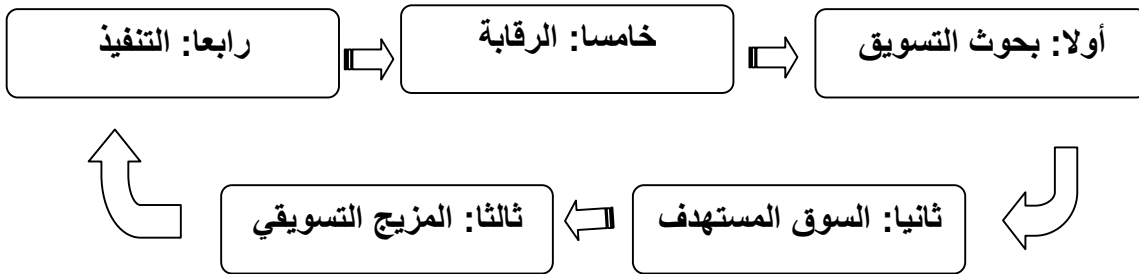 أولا: بحوث التسويق
خامسا: الرقابة
رابعا: التنفيذ
ثانيا: السوق المستهدف
ثالثا: المزيج التسويقي